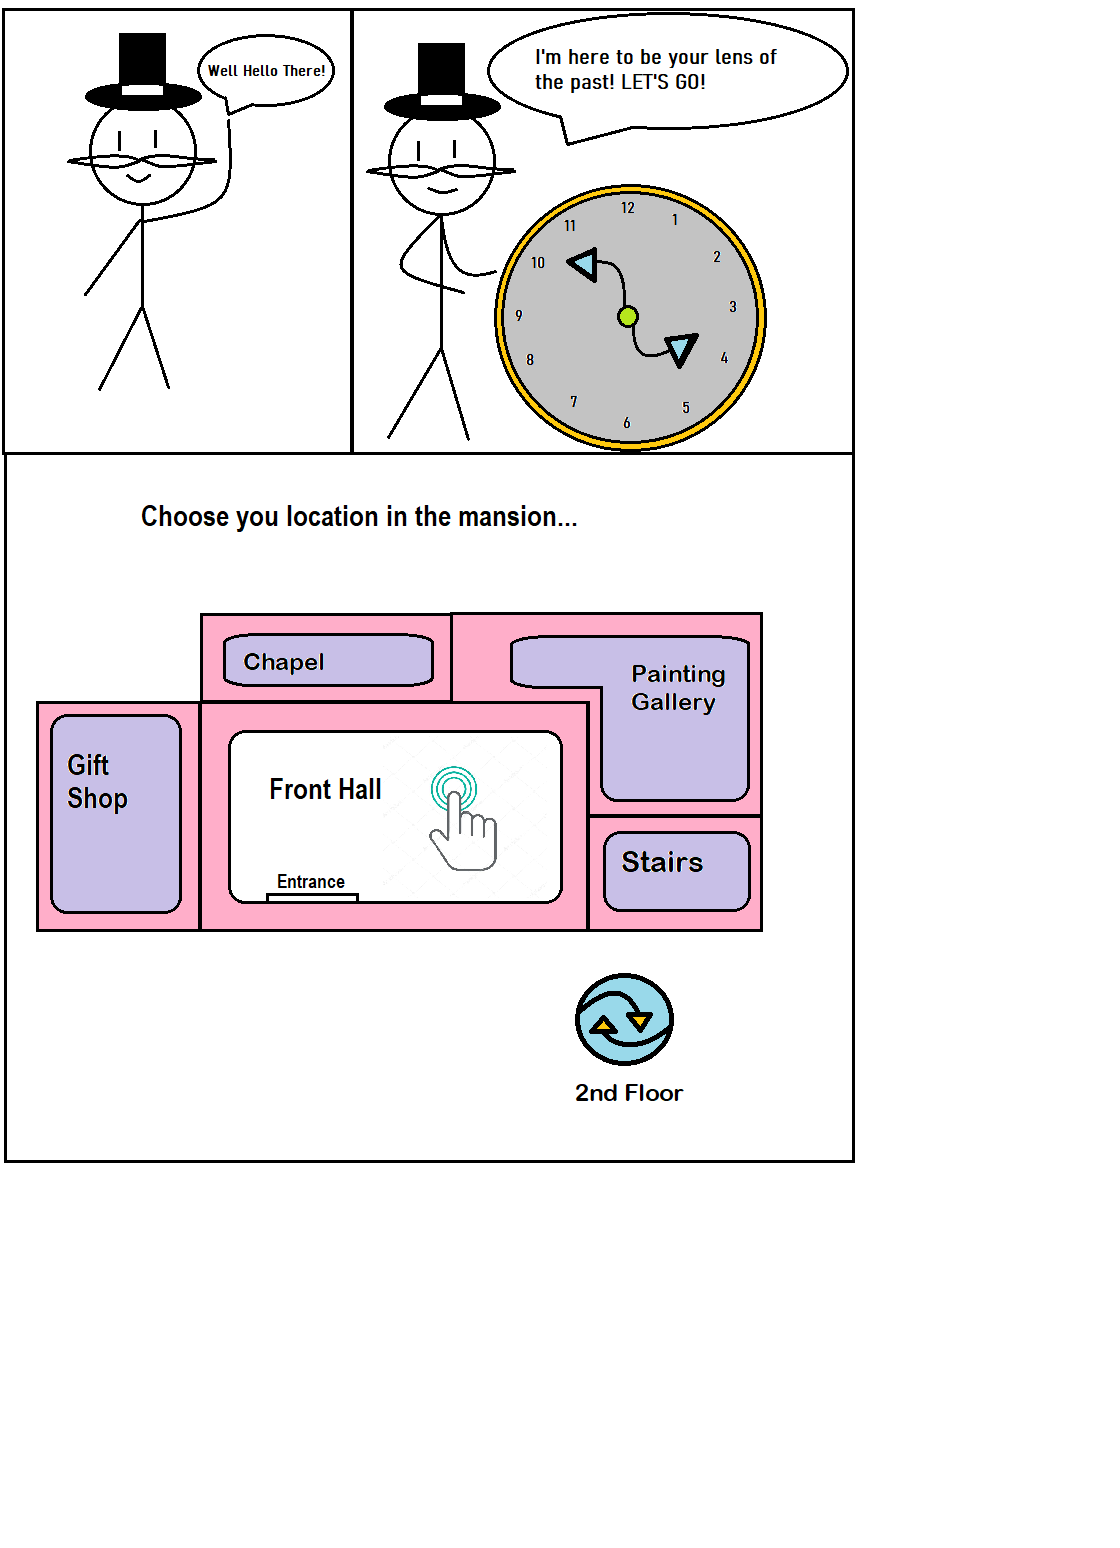 Well Hello There!
I'm here to be your lens of
the past! LET'S GO!
12
1
2
3
4
5
6
7
8
9
10
11
Choose you location in the mansion...
Chapel
Painting
Gallery
Gift
Shop
Front Hall
Entrance
Stairs
2nd Floor